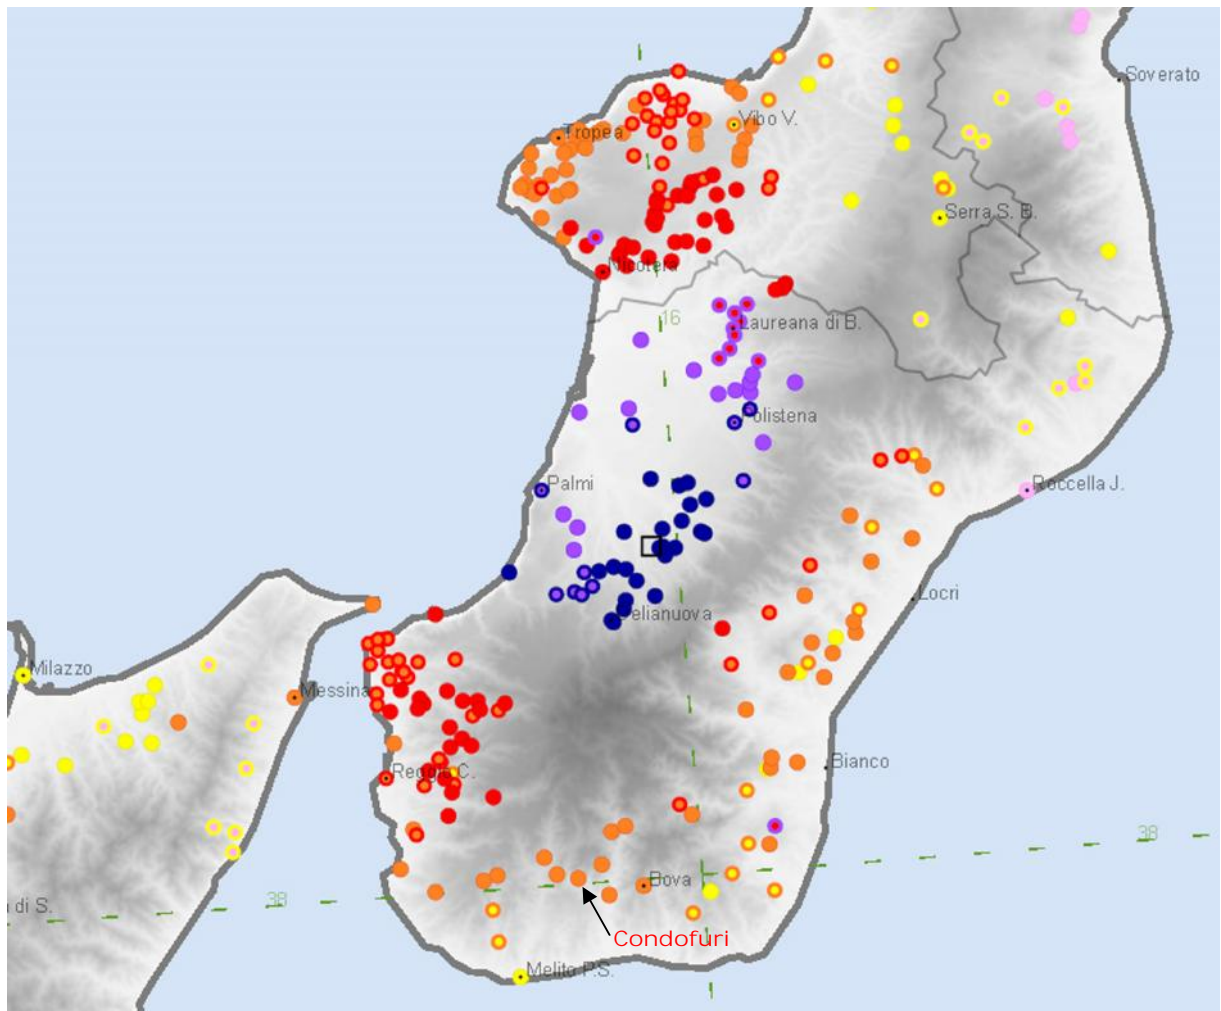 Soverato
Vibo V.
Tropea
Serra S. B.
Nicotera
16
Laureana di B.
Polistena
Palmi
Roccella J.
Locri
Delianuova
Milazzo
Messina
Bianco
Reggio C.
38
Bova
38
di S.
Condofuri
Melito P.S.